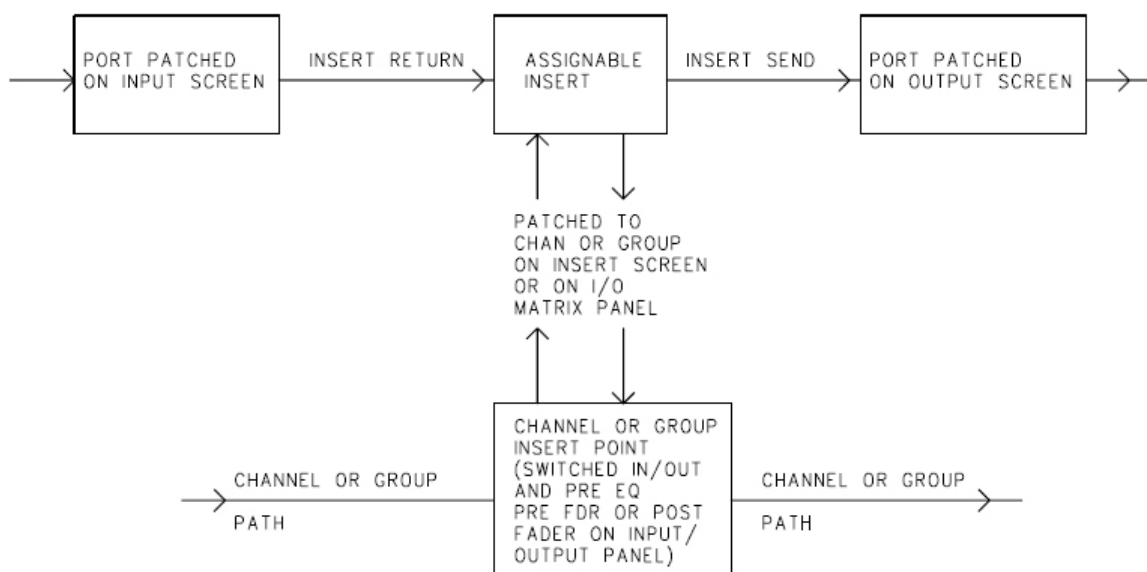 PORT PATCHED
ON INPUT SCREEN
INSERT RETURN
ASSIGNABLE
INSERT
INSERT SEND
PORT PATCHED
ON OUTPUT SCREEN
PATCHED TO
CHAN OR GROUP
ON INSERT SCREEN
OR ON I/O
MATRIX PANEL
CHANNEL OR GROUP
PATH
CHANNEL OR GROUP
INSERT POINT
(SWITCHED IN/OUT
AND PRE EQ
PRE FDR OR POST
FADER ON INPUT/
OUTPUT PANEL)
CHANNEL OR GROUP
PATH